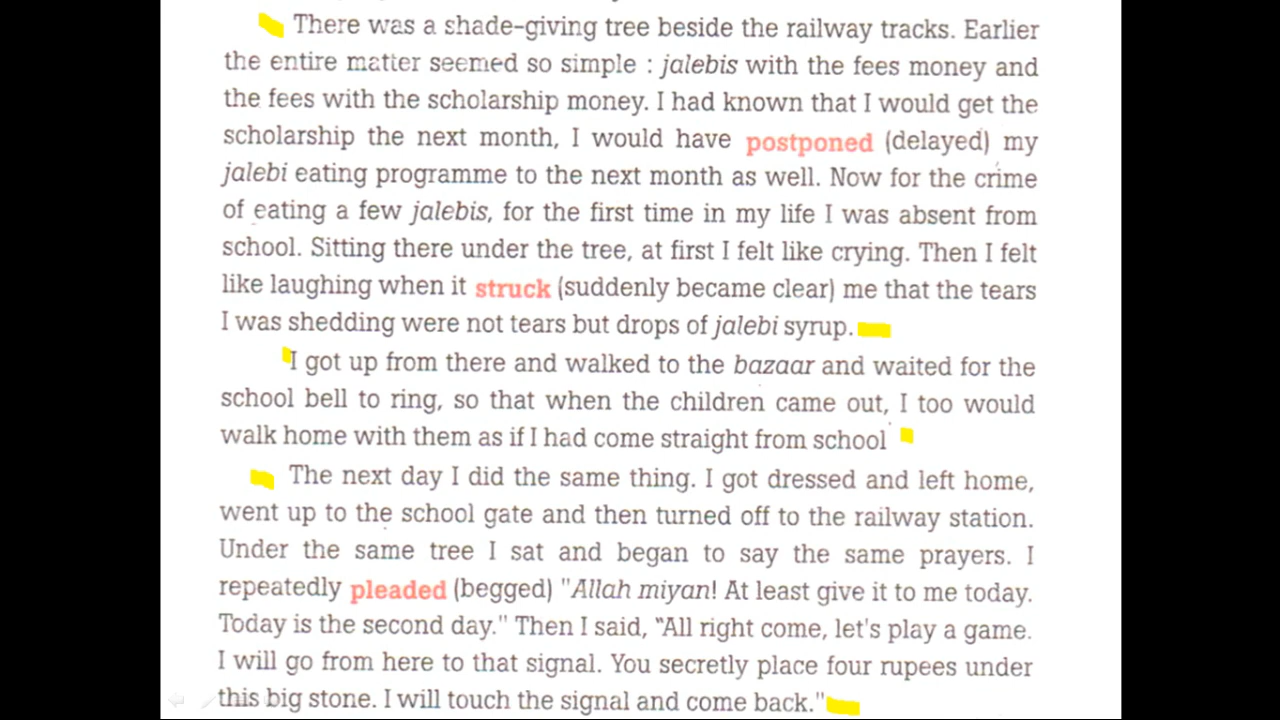 There was a shade-giving tree beside the railway tracks. Earlier
the entire matter seemed so simple : jalebis with the fees money and
the fees with the scholarship money. I had known that I would get the
scholarship the next month, I would have postponed (delayed) my
jalebi eating programme to the next month as well. Now for the crime
of eating a few jalebis, for the first time in my life I was absent from
school. Sitting there under the tree, at first I felt like crying. Then I felt
like laughing when it struck (suddenly became clear) me that the tears
I was shedding were not tears but drops of jalebi syrup.
I got up from there and walked to the bazaar and waited for the
school bell to ring, so that when the children came out, I too would
walk home with them as if I had come straight from school
The next day I did the same thing. I got dressed and left home,
went up to the school gate and then turned off to the railway station.
Under the same tree I sat and began to say the same prayers. I
repeatedly pleaded (begged) "Allah miyan! At least give it to me today.
Today is the second day." Then I said, "All right come, let's play a game.
I will go from here to that signal. You secretly place four rupees under
this big stone. I will touch the signal and come back."